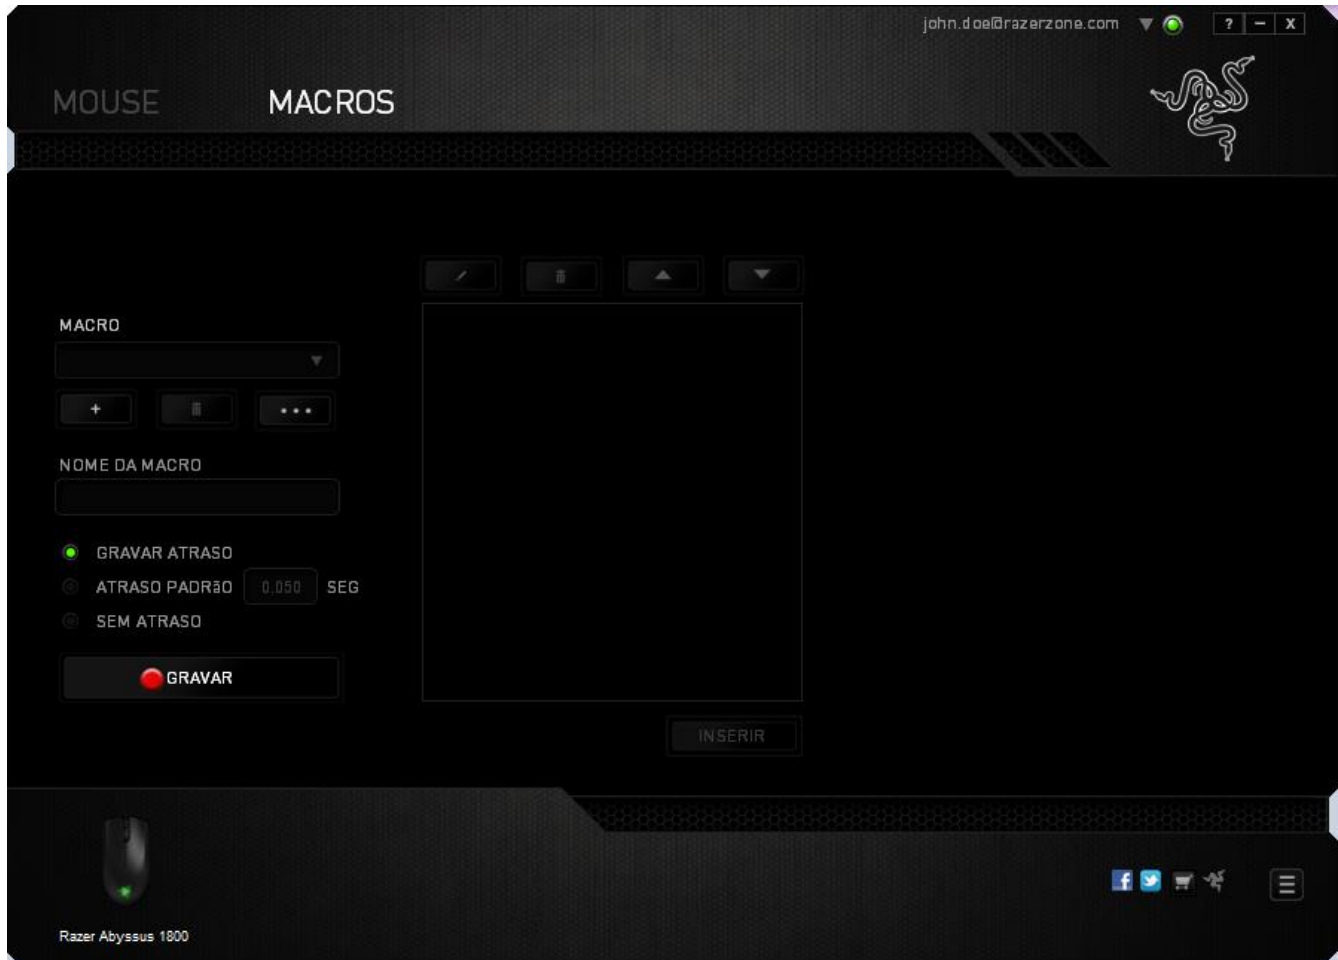 john.doe@razerzone.com
? – X
MOUSE MACROS
MACRO
+ •••
NOME DA MACRO
GRAVAR ATRASO
ATRASO PADRãO 0,050 SEG
SEM ATRASO
GRAVAR
INSERIR
Razer Abyssus 1800